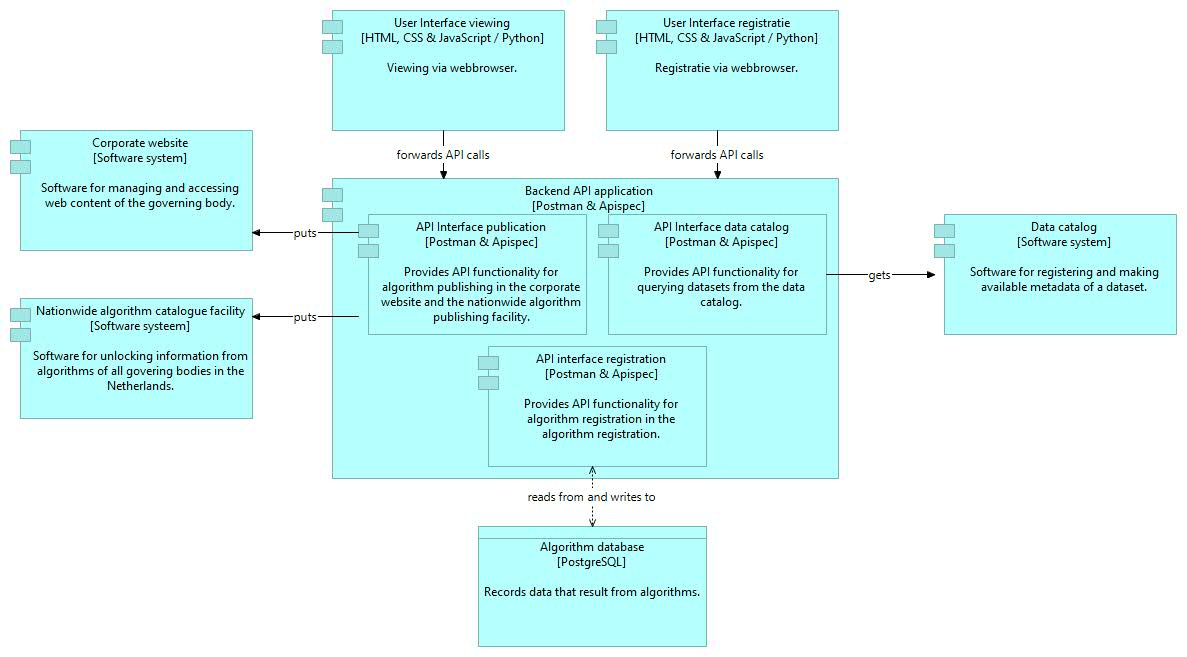 User Interface viewing
[HTML, CSS & JavaScript / Python]
Viewing via webbrowser.
User Interface registratie
[HTML, CSS & JavaScript / Python]
Registratie via webbrowser.
forwards API calls
forwards API calls
Corporate website
[Software system]
Software for managing and accessing
web content of the governing body.
puts
Nationwide algorithm catalogue facility
[Software systeem]
Software for unlocking information from
algorithms of all govering bodies in the
Netherlands.
puts
Backend API application
[Postman & Apispec]
API Interface publication
[Postman & Apispec]
Provides API functionality for
algorithm publishing in the corporate
website and the nationwide algorithm
publishing facility.
API Interface data catalog
[Postman & Apispec]
Provides API functionality for
querying datasets from the data
catalog.
gets
Data catalog
[Software system]
Software for registering and making
available metadata of a dataset.
API interface registration
[Postman & Apispec]
Provides API functionality for
algorithm registration in the
algorithm registration.
reads from and writes to
Algorithm database
[PostgreSQL]
Records data that result from algorithms.